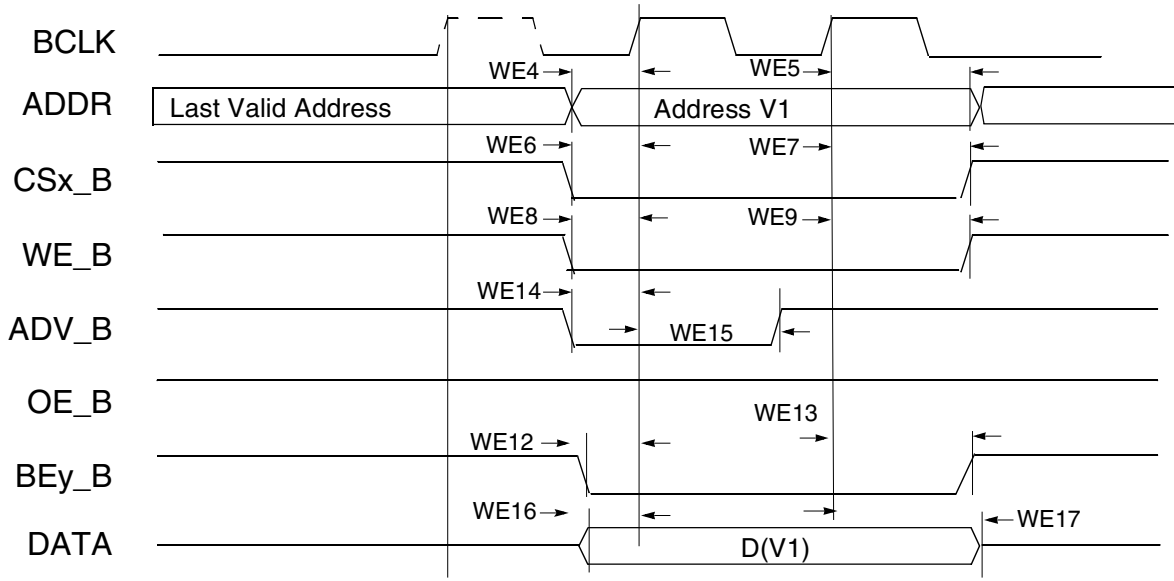 BCLK
WE4 WE5
ADDR Last Valid Address Address V1
WE6 WE7
CSx_B
WE8 WE9
WE_B
WE14
ADV_B WE15
OE_B
WE13
WE12
BEy_B
WE16 WE17
DATA D(V1)